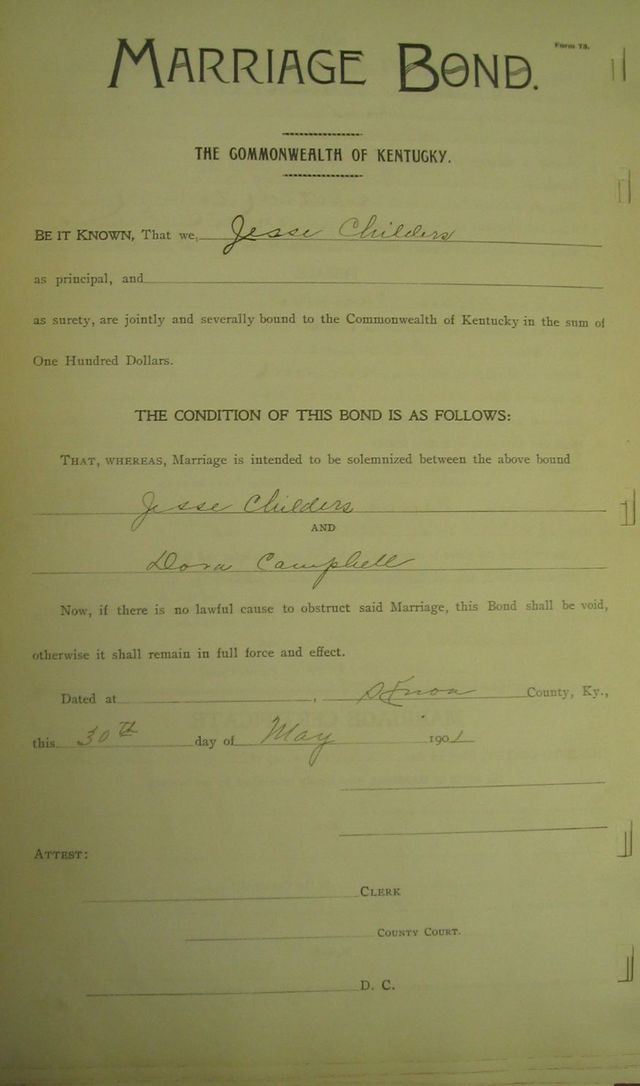 Form 73.
MARRIAGE BOND.
THE COMMONWEALTH OF KENTUCKY.
BE IT KNOWN, That we, Jesse Childers
as principal, and
as surety, are jointly and severally bound to the Commonwealth of Kentucky in the sum of
One Hundred Dollars.
THE CONDITION OF THIS BOND IS AS FOLLOWS:
THAT, WHEREAS, Marriage is intended to be solemnized between the above bound
Jesse Childers
AND
Dora Campbell
Now, if there is no lawful cause to obstruct said Marriage, this Bond shall be void,
otherwise it shall remain in full force and effect.
Dated at , Knox County, Ky.,
this 30th day of May 1901
ATTEST:
CLERK
COUNTY COURT.
D. C.